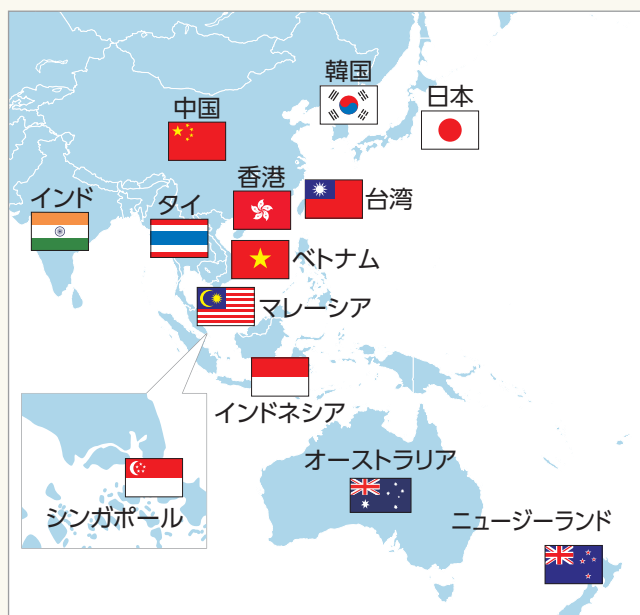 韓国
日本
中国
香港
台湾
インド
タイ
ベトナム
マレーシア
インドネシア
シンガポール
オーストラリア
ニュージーランド